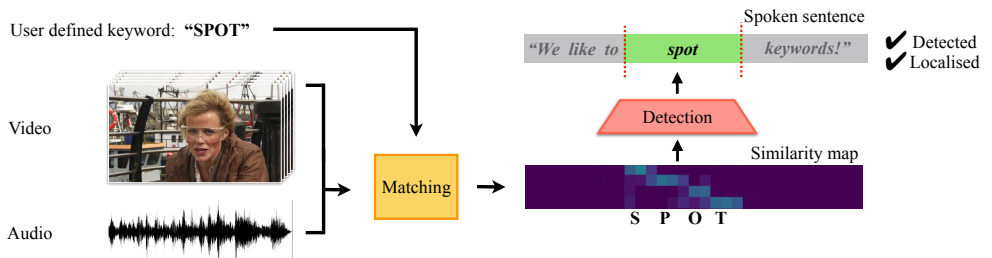 User defined keyword: “SPOT”
Video
Audio
Matching
Spoken sentence
“We like to spot keywords!”
✔ Detected
✔ Localised
Detection
Similarity map
S P O T